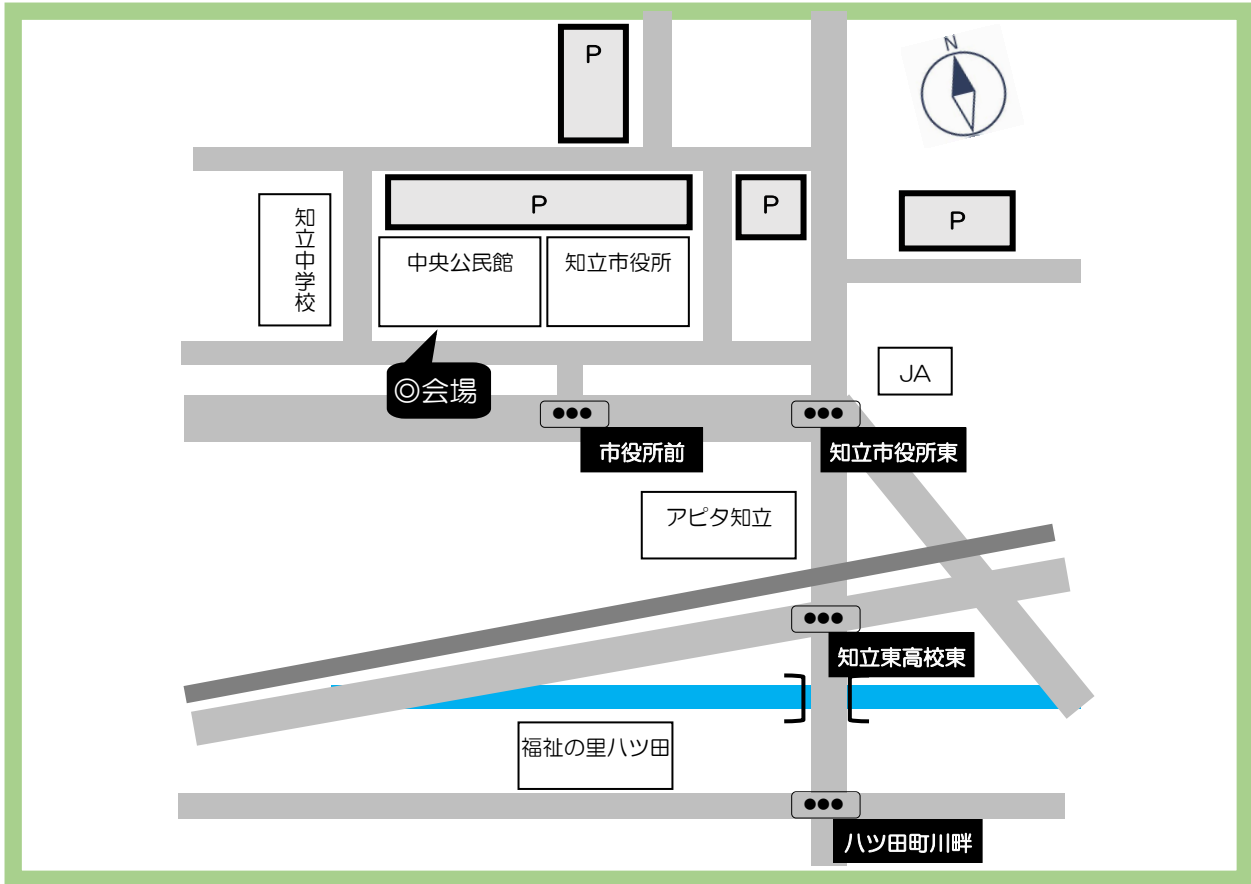 P
N
P
P
P
知立中学校
中央公民館
知立市役所
JA
◎会場
市役所前
知立市役所東
アピタ知立
知立東高校東
福祉の里八ツ田
八ツ田町川畔